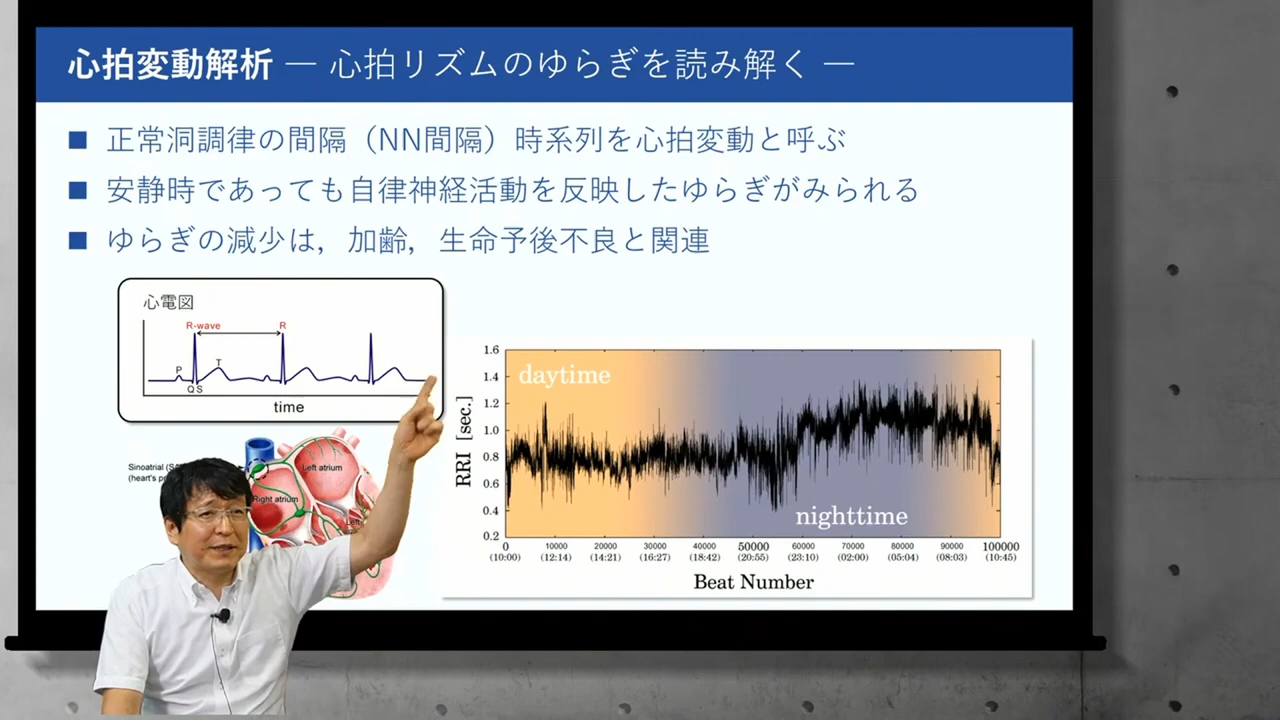 心拍変動解析 ― 心拍リズムのゆらぎを読み解く ―
■ 正常洞調律の間隔（NN間隔）時系列を心拍変動と呼ぶ
■ 安静時であっても自律神経活動を反映したゆらぎがみられる
■ ゆらぎの減少は，加齢，生命予後不良と関連
心電図
R-wave
R
P
T
Q S
time
Sinoatrial
(heart's
Left atrium
Right atrium
Left
RRI [sec.]
1.6
1.4
1.2
1.0
0.8
0.6
0.4
0.2
daytime
nighttime
0 10000 20000 30000 40000 50000 60000 70000 80000 90000 100000
(10:00) (12:14) (14:21) (16:27) (18:42) (20:55) (23:10) (02:00) (05:04) (08:03) (10:45)
Beat Number